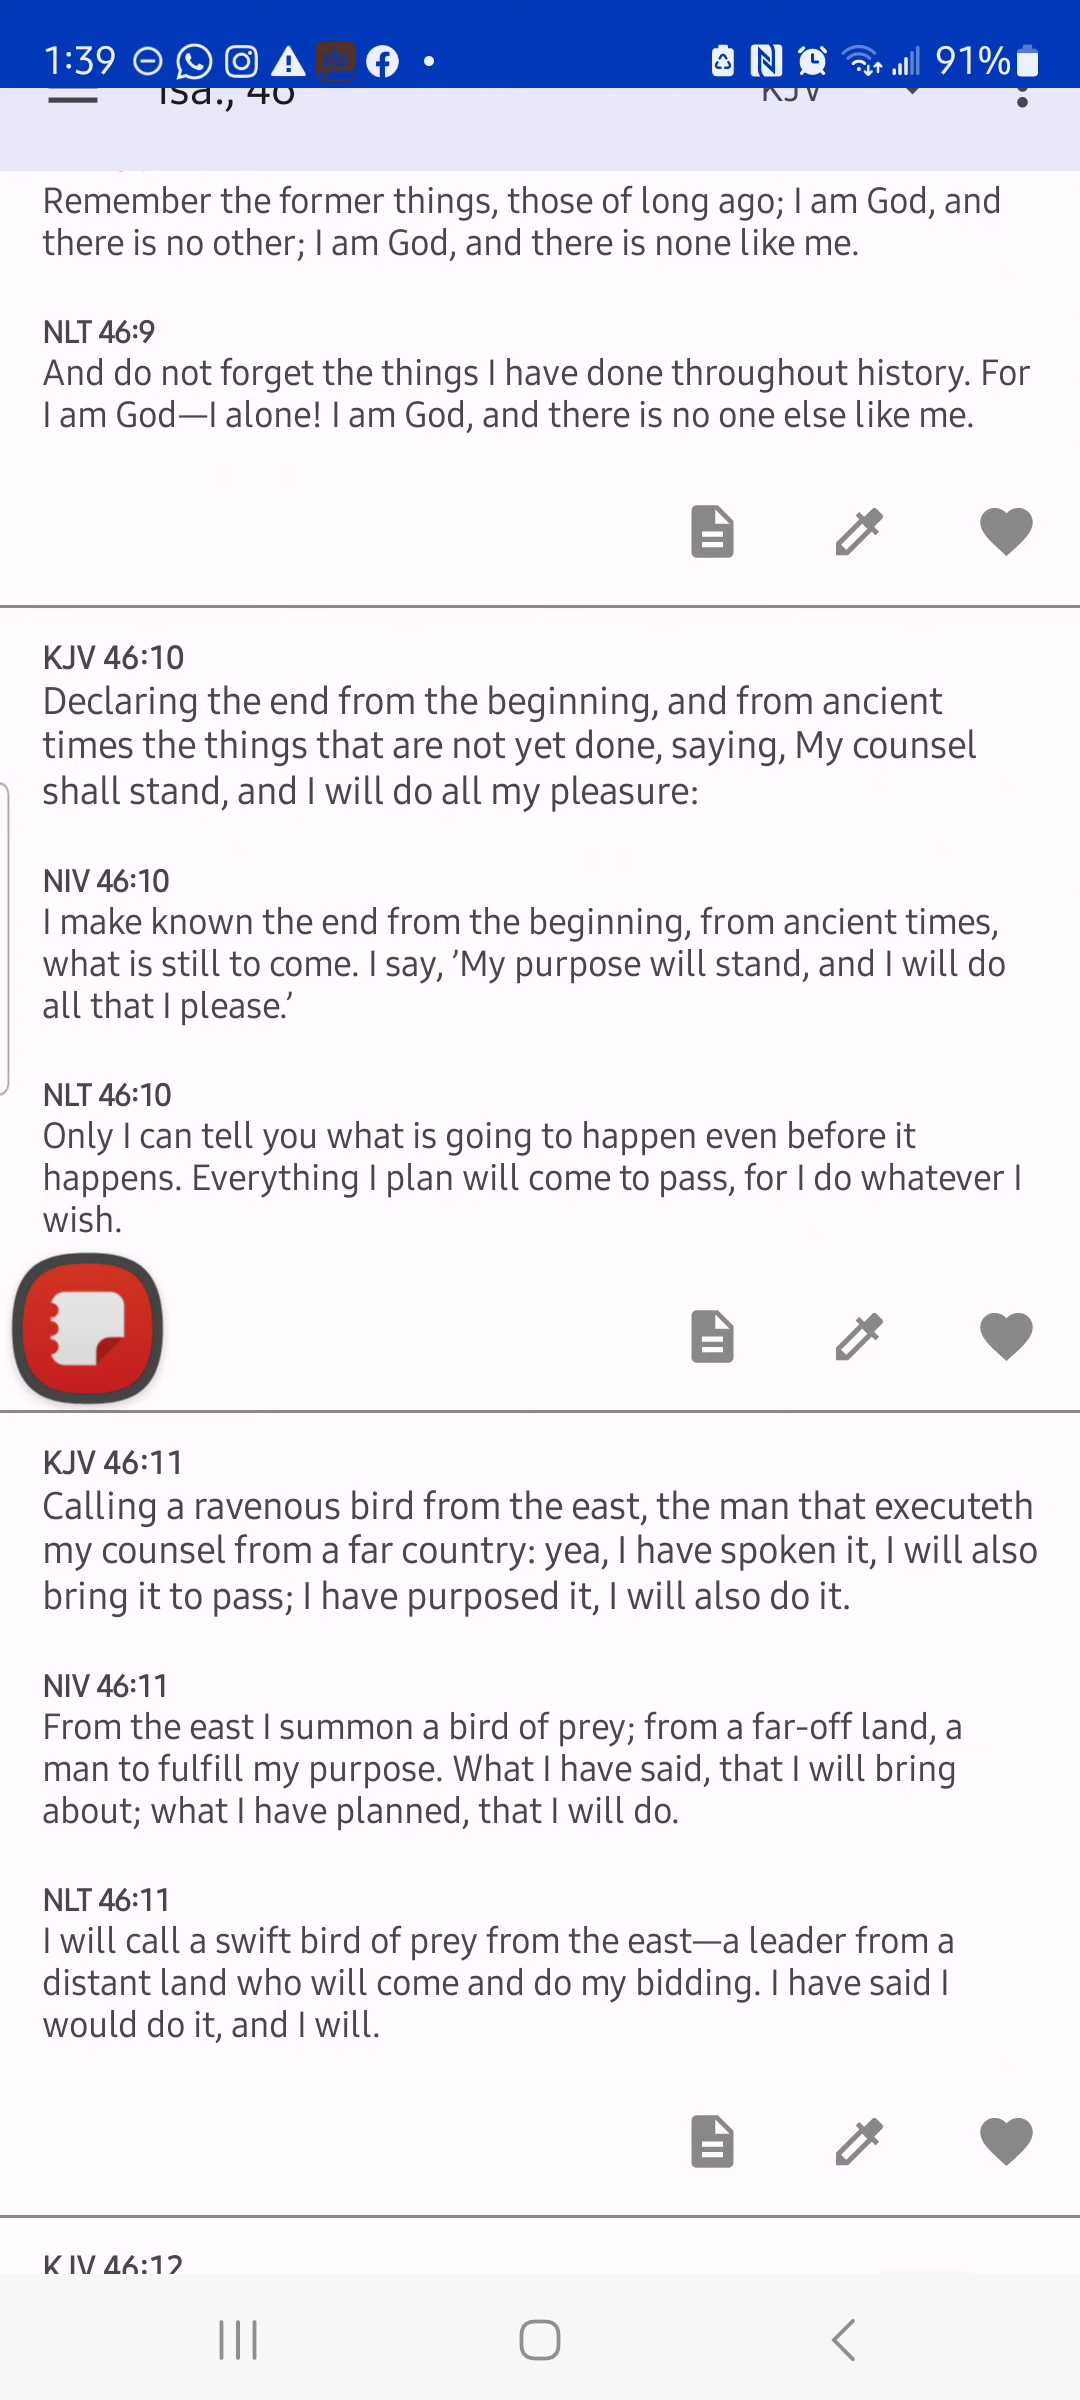 1:39
91%
Isa., 46
KJV
Remember the former things, those of long ago; I am God, and
there is no other; I am God, and there is none like me.
NLT 46:9
And do not forget the things I have done throughout history. For
I am God—I alone! I am God, and there is no one else like me.
KJV 46:10
Declaring the end from the beginning, and from ancient
times the things that are not yet done, saying, My counsel
shall stand, and I will do all my pleasure:
NIV 46:10
I make known the end from the beginning, from ancient times,
what is still to come. I say, ’My purpose will stand, and I will do
all that I please.’
NLT 46:10
Only I can tell you what is going to happen even before it
happens. Everything I plan will come to pass, for I do whatever I
wish.
KJV 46:11
Calling a ravenous bird from the east, the man that executeth
my counsel from a far country: yea, I have spoken it, I will also
bring it to pass; I have purposed it, I will also do it.
NIV 46:11
From the east I summon a bird of prey; from a far-off land, a
man to fulfill my purpose. What I have said, that I will bring
about; what I have planned, that I will do.
NLT 46:11
I will call a swift bird of prey from the east—a leader from a
distant land who will come and do my bidding. I have said I
would do it, and I will.
KJV 46:12